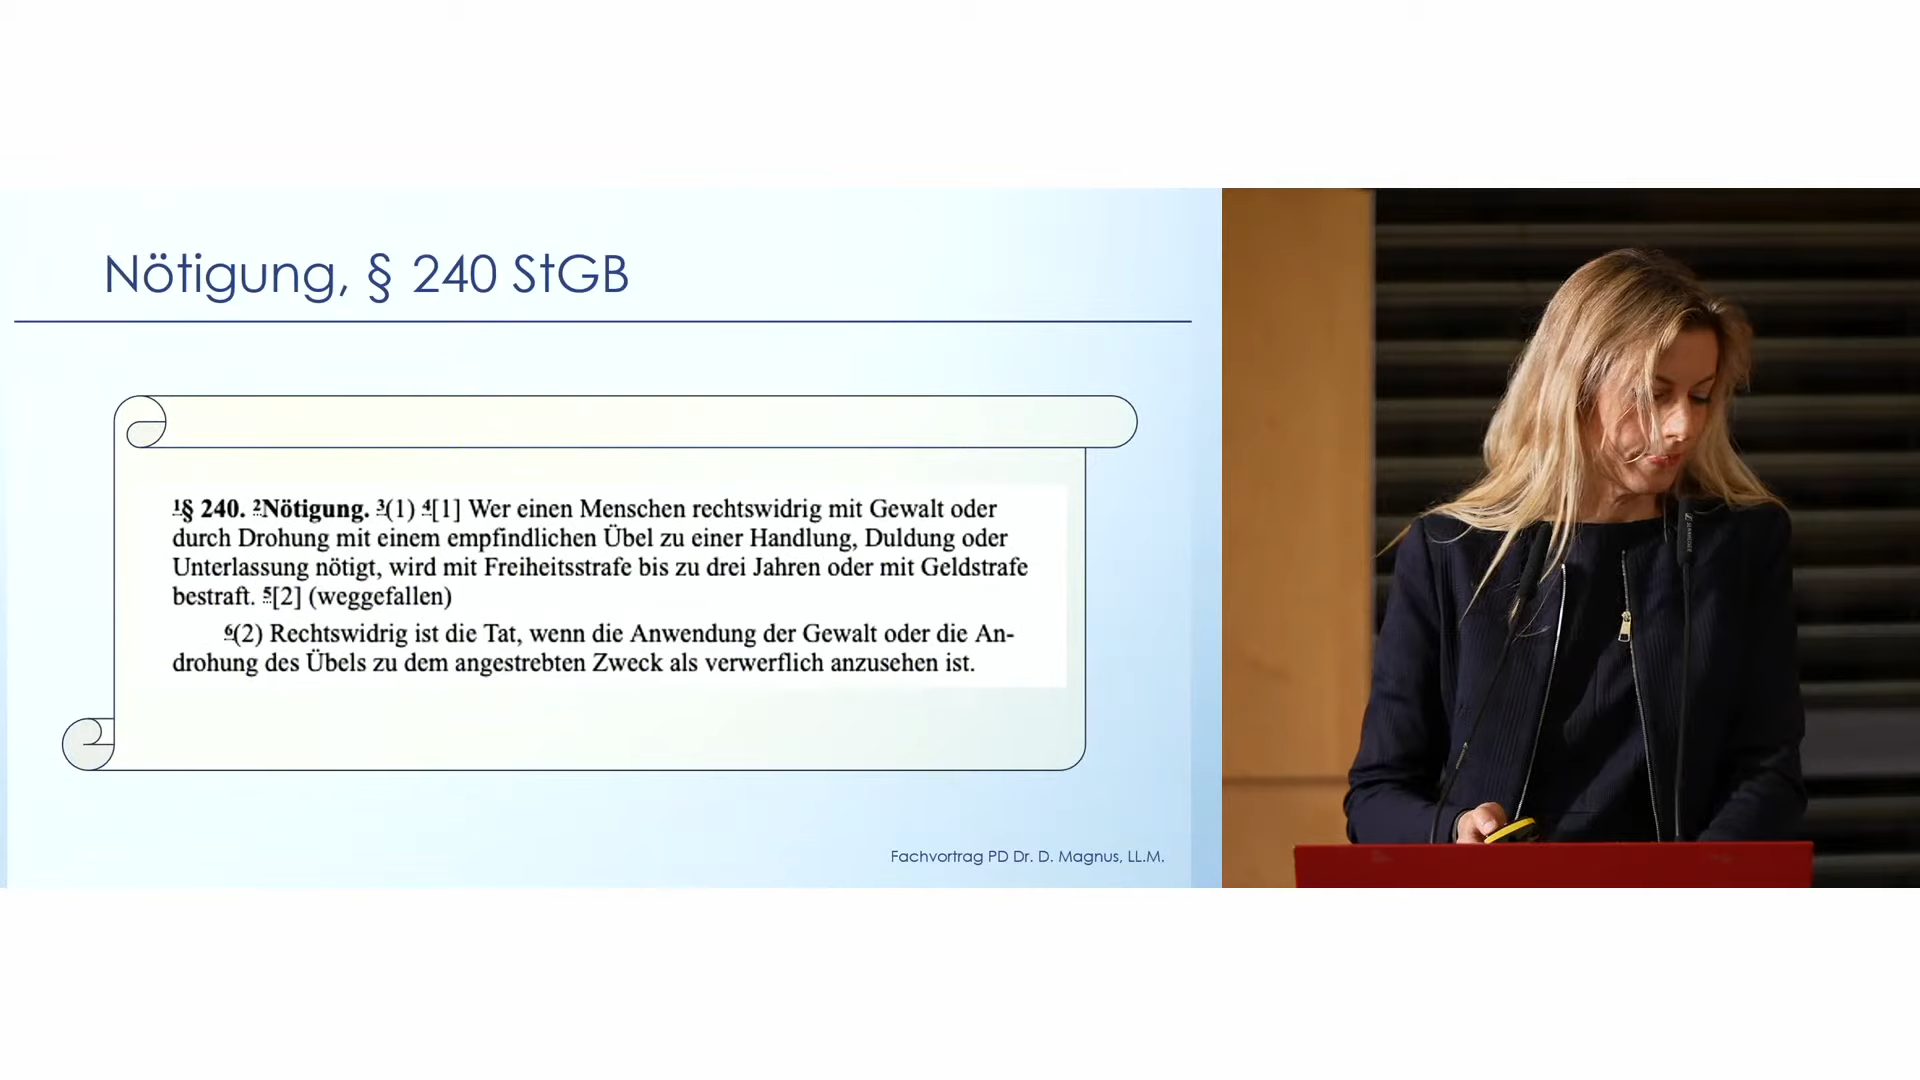 Nötigung, § 240 StGB
1§ 240. 2Nötigung. 3(1) 4[1] Wer einen Menschen rechtswidrig mit Gewalt oder
durch Drohung mit einem empfindlichen Übel zu einer Handlung, Duldung oder
Unterlassung nötigt, wird mit Freiheitsstrafe bis zu drei Jahren oder mit Geldstrafe
bestraft. 5[2] (weggefallen)
6(2) Rechtswidrig ist die Tat, wenn die Anwendung der Gewalt oder die An-
drohung des Übels zu dem angestrebten Zweck als verwerflich anzusehen ist.
Fachvortrag PD Dr. D. Magnus, LL.M.